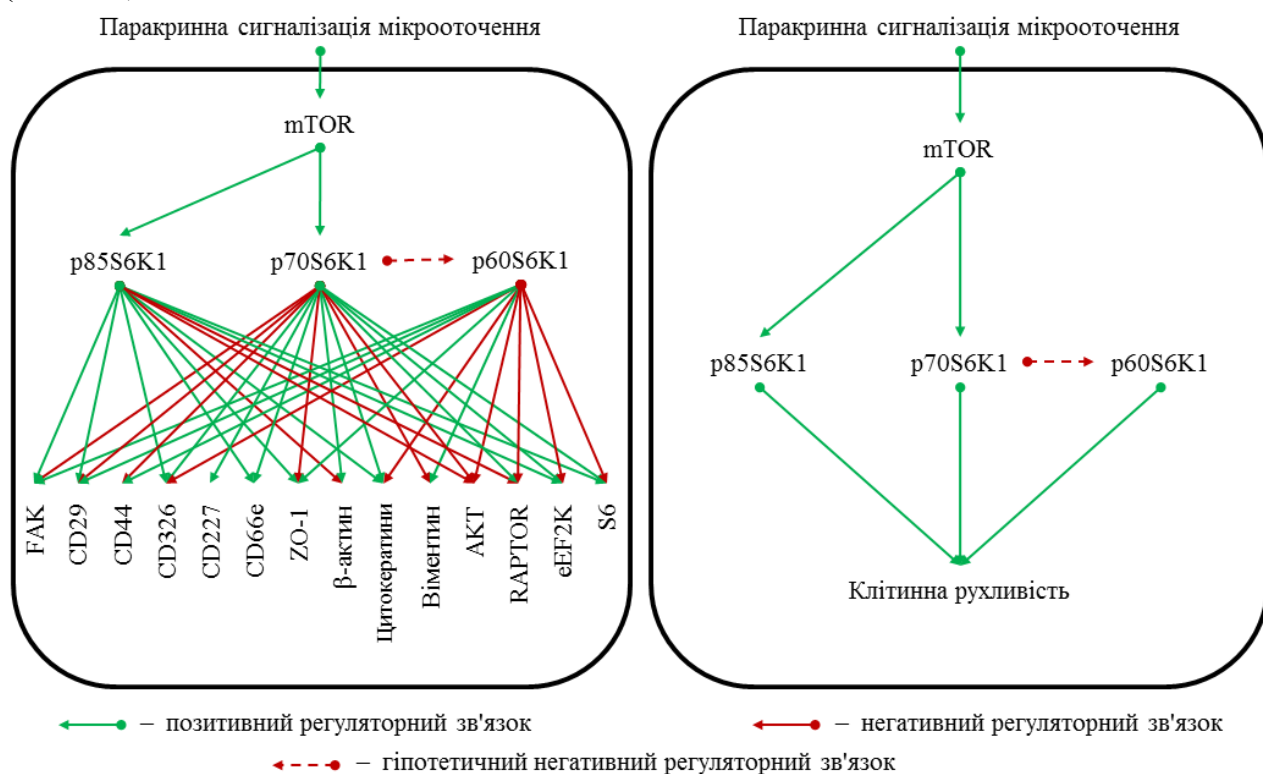 Паракринна сигналізація мікрооточення
mTOR
p85S6K1
p70S6K1
p60S6K1
FAK
CD29
CD44
CD326
CD227
CD66e
ZO-1
β-актин
Цитокератини
Віментин
AKT
RAPTOR
eEF2K
S6
Паракринна сигналізація мікрооточення
mTOR
p85S6K1
p70S6K1
p60S6K1
Клітинна рухливість
– позитивний регуляторний зв'язок
– негативний регуляторний зв'язок
– гіпотетичний негативний регуляторний зв'язок